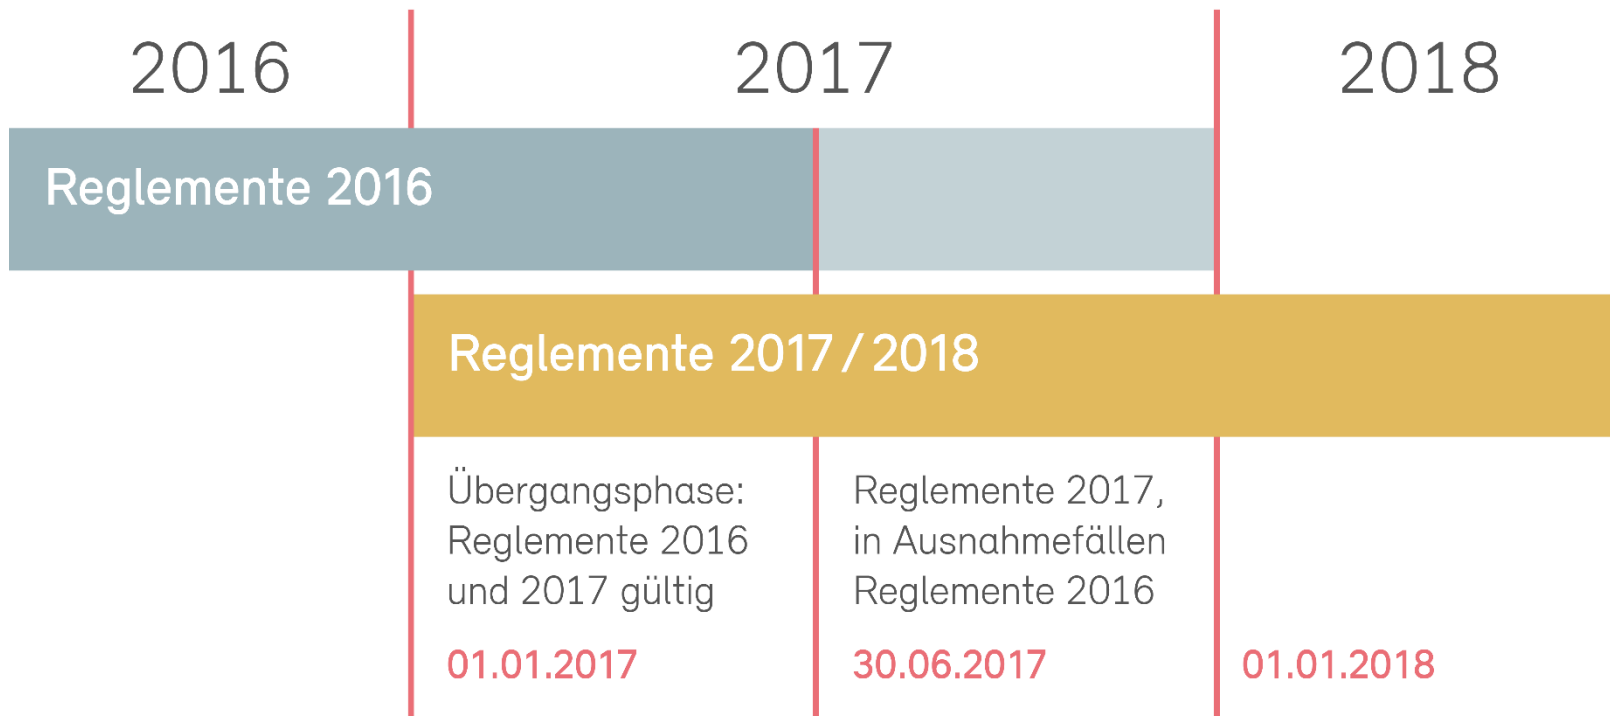 2016
2017
2018
Reglemente 2016
Reglemente 2017 / 2018
Übergangsphase:
Reglemente 2016
und 2017 gültig
01.01.2017
Reglemente 2017,
in Ausnahmefällen
Reglemente 2016
30.06.2017
01.01.2018